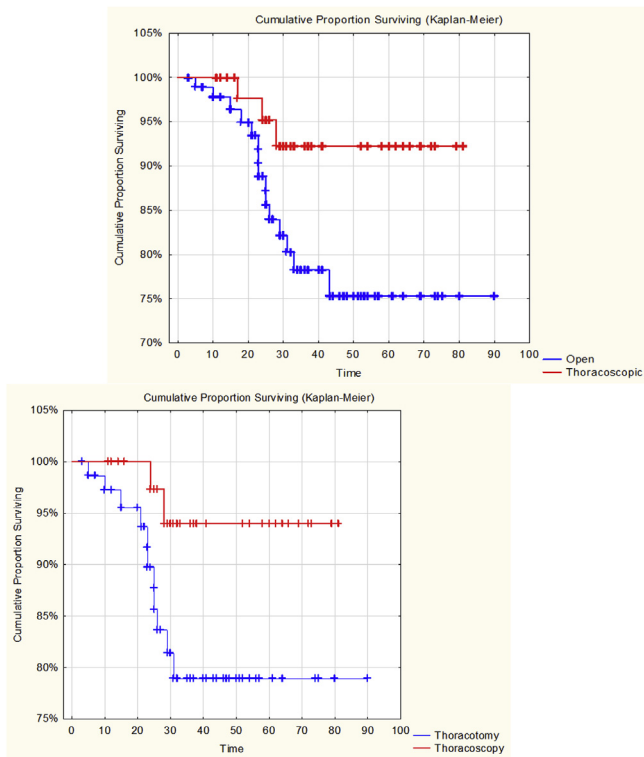 Cumulative Proportion Surviving (Kaplan-Meier)
105%
100%
95%
90%
85%
80%
75%
70%
Cumulative Proportion Surviving
0 10 20 30 40 50 60 70 80 90 100
Time
Open
Thoracoscopic
Cumulative Proportion Surviving (Kaplan-Meier)
105%
100%
95%
90%
85%
80%
75%
Cumulative Proportion Surviving
0 10 20 30 40 50 60 70 80 90 100
Time
Thoracotomy
Thoracoscopy